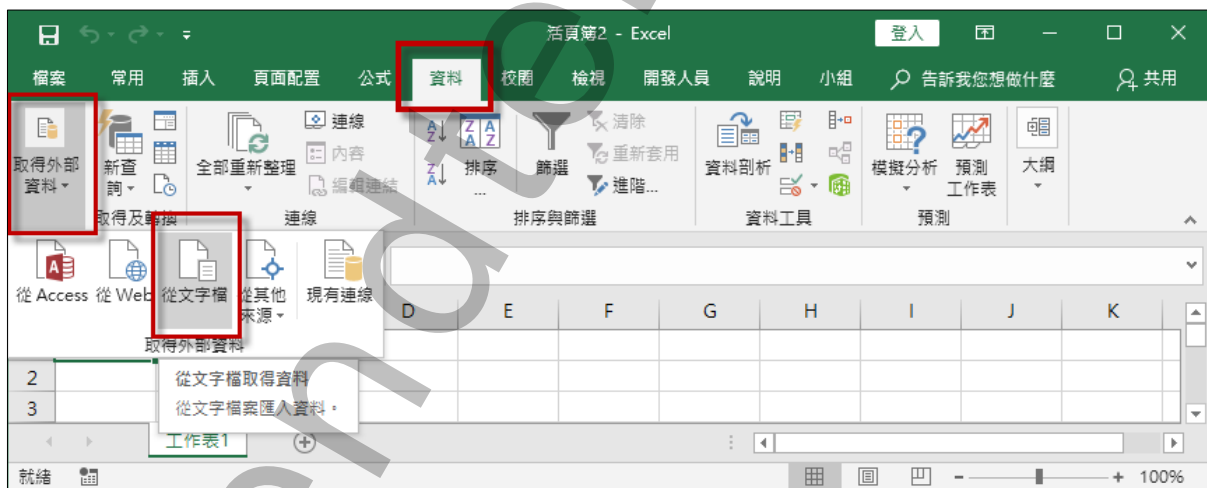 活頁簿2 - Excel
登入
檔案 常用 插入 頁面配置 公式 資料 校閱 檢視 開發人員 說明 小組 告訴我您想做什麼 共用
取得外部資料
新查詢
全部重新整理
連線
內容
編輯連結
排序
...
篩選
清除
重新套用
進階...
資料剖析
模擬分析
預測工作表
大綱
取得及轉換 連線 排序與篩選 資料工具 預測
從 Access 從 Web 從文字檔 從其他來源 現有連線
取得外部資料
D E F G H I J K
2
3
從文字檔取得資料
從文字檔案匯入資料。
工作表1
就緒
100%